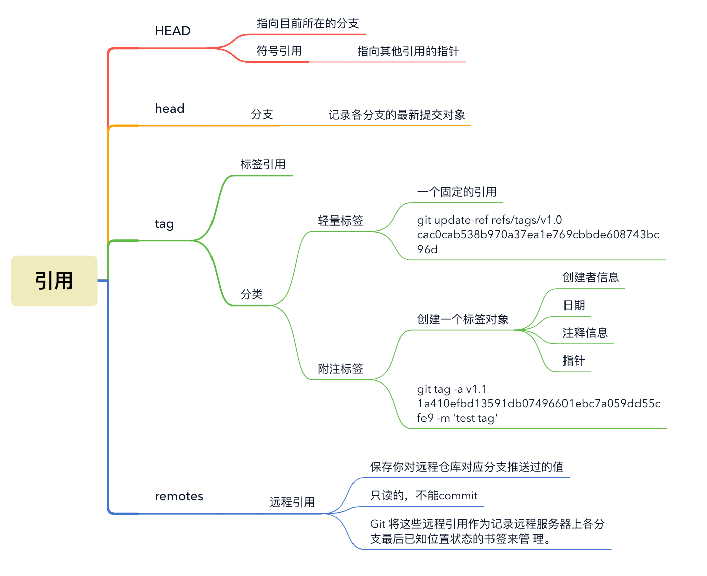 引用
HEAD
指向目前所在的分支
符号引用
指向其他引用的指针
head
分支
记录各分支的最新提交对象
tag
标签引用
分类
轻量标签
一个固定的引用
git update-ref refs/tags/v1.0
cac0cab538b970a37ea1e769cbbde608743bc
96d
附注标签
创建一个标签对象
创建者信息
日期
注释信息
指针
git tag -a v1.1
1a410efbd13591db07496601ebc7a059dd55c
fe9 -m 'test tag'
remotes
远程引用
保存你对远程仓库对应分支推送过的值
只读的，不能commit
Git 将这些远程引用作为记录远程服务器上各分
支最后已知位置状态的书签来管 理。